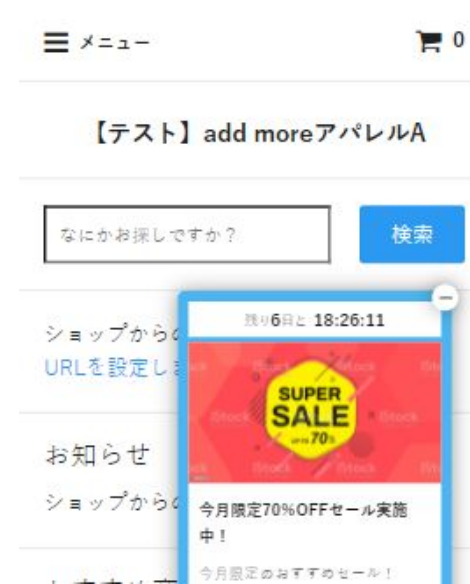 メニュー
0
【テスト】add moreアパレルA
なにかお探しですか？
検索
ショップからの
URLを設定しま
お知らせ
ショップからの
残り6日と 18:26:11
iStock
SUPER
SALE
UP TO 70%
今月限定70%OFFセール実施
中！
今月限定のおすすめセール！